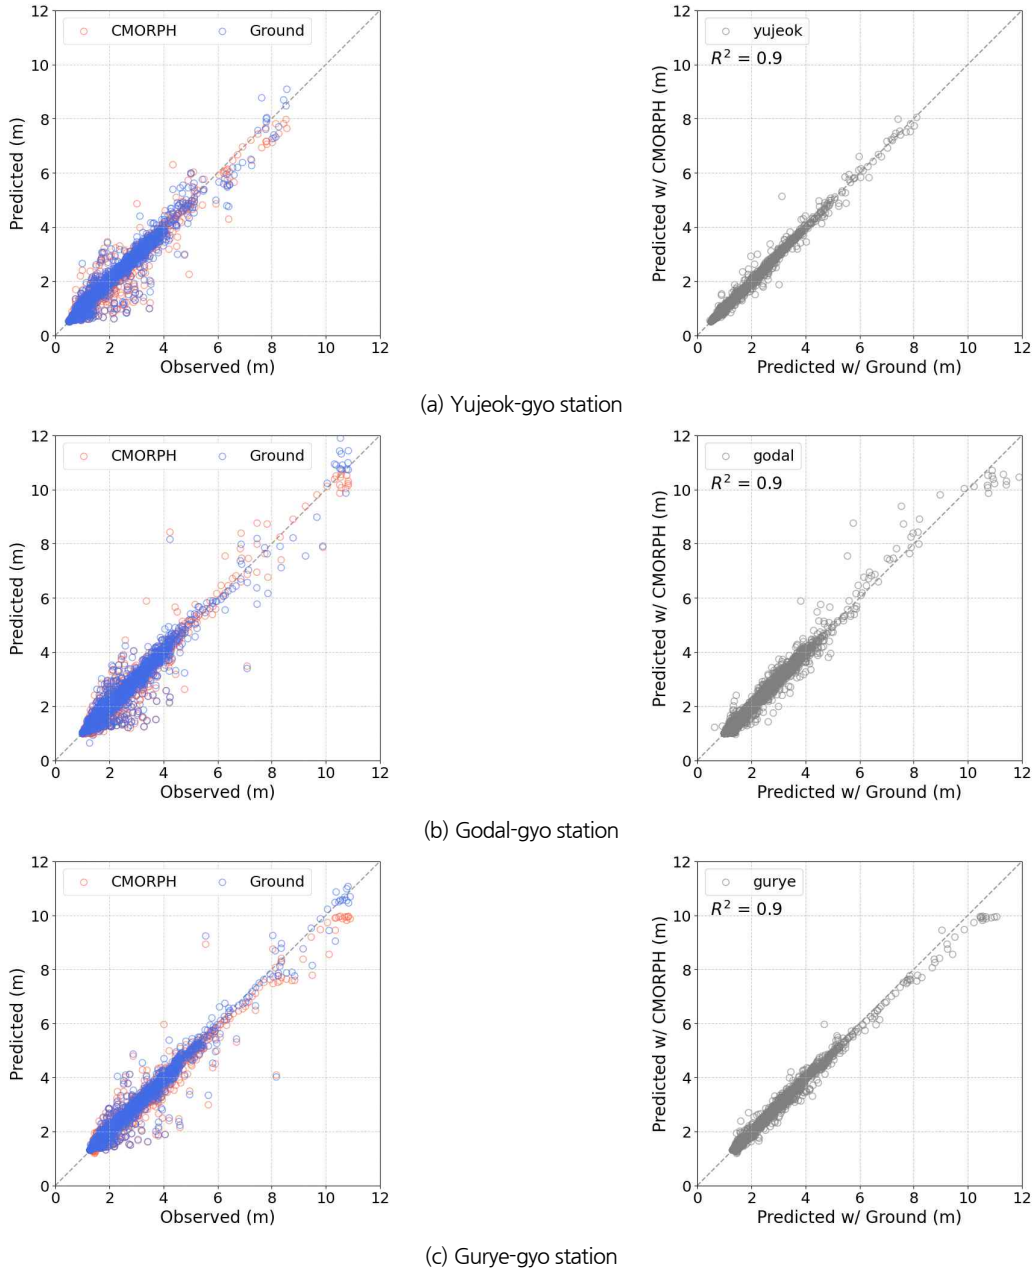 12
10
8
6
4
2
0
Predicted (m)
CMORPH Ground
0 2 4 6 8 10 12
Observed (m)
12
10
8
6
4
2
0
Predicted w/ CMORPH (m)
yujeok
R² = 0.9
0 2 4 6 8 10 12
Predicted w/ Ground (m)
(a) Yujeok-gyo station
12
10
8
6
4
2
0
Predicted (m)
CMORPH Ground
0 2 4 6 8 10 12
Observed (m)
12
10
8
6
4
2
0
Predicted w/ CMORPH (m)
godal
R² = 0.9
0 2 4 6 8 10 12
Predicted w/ Ground (m)
(b) Godal-gyo station
12
10
8
6
4
2
0
Predicted (m)
CMORPH Ground
0 2 4 6 8 10 12
Observed (m)
12
10
8
6
4
2
0
Predicted w/ CMORPH (m)
gurye
R² = 0.9
0 2 4 6 8 10 12
Predicted w/ Ground (m)
(c) Gurye-gyo station